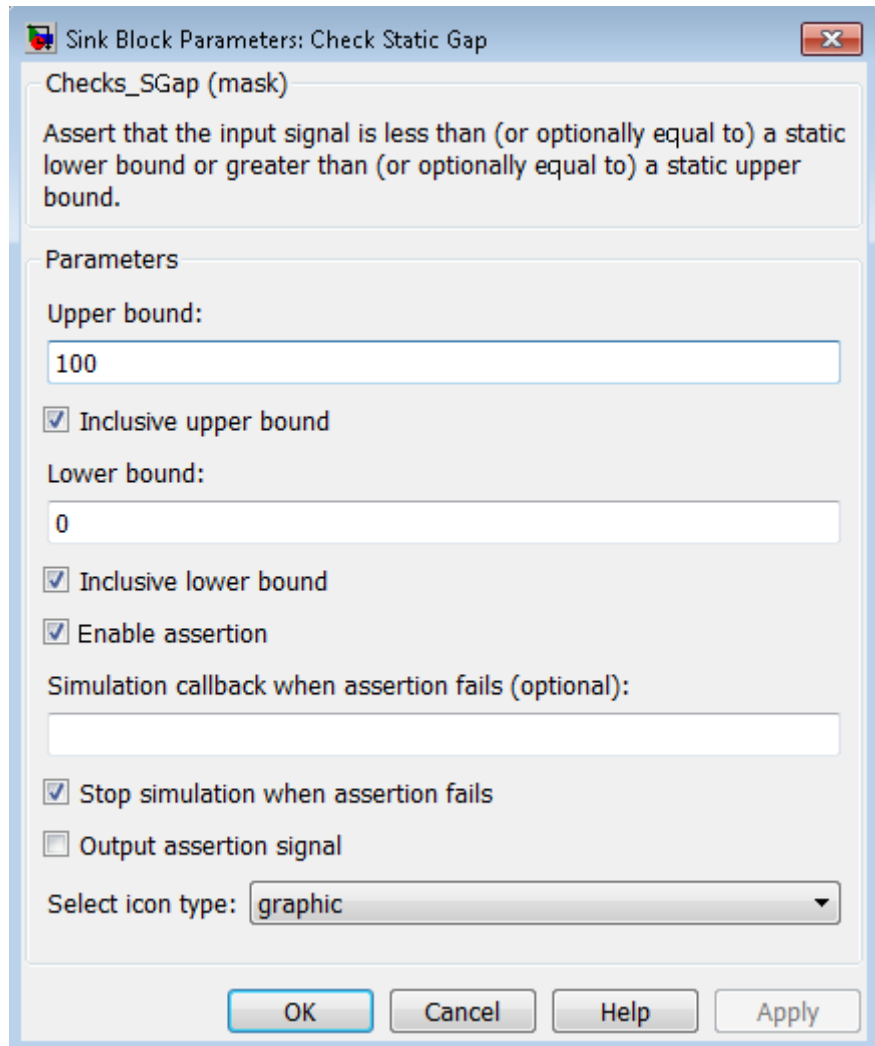 Sink Block Parameters: Check Static Gap
Checks_SGap (mask)
Assert that the input signal is less than (or optionally equal to) a static
lower bound or greater than (or optionally equal to) a static upper
bound.
Parameters
Upper bound:
100
Inclusive upper bound
Lower bound:
0
Inclusive lower bound
Enable assertion
Simulation callback when assertion fails (optional):
Stop simulation when assertion fails
Output assertion signal
Select icon type: graphic
OK Cancel Help Apply